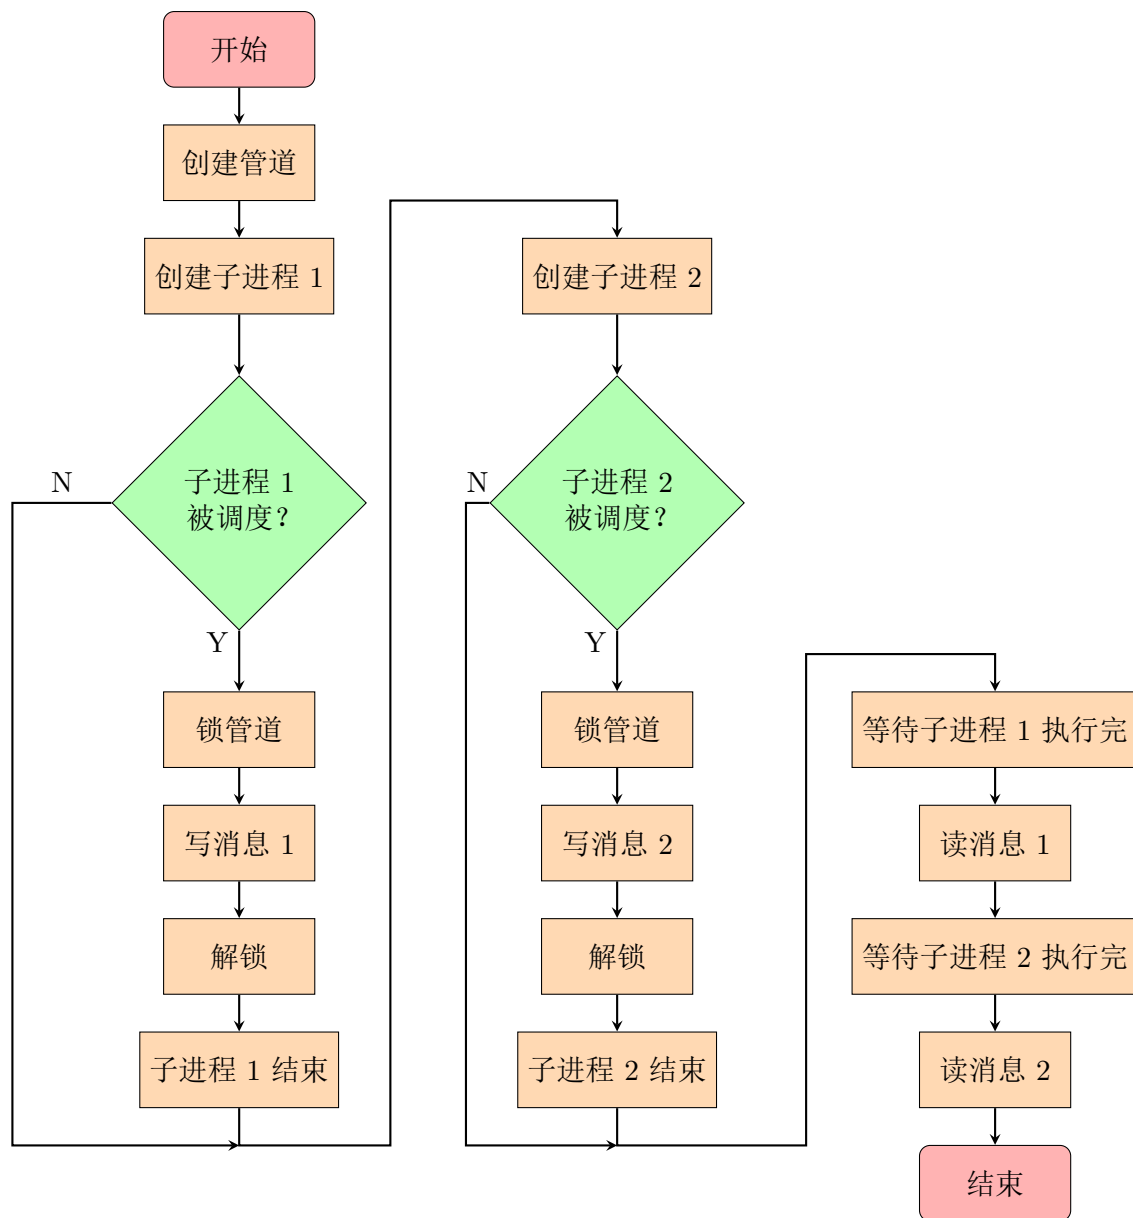 开始
创建管道
创建子进程 1
子进程 1
被调度？
N
Y
锁管道
写消息 1
解锁
子进程 1 结束
创建子进程 2
子进程 2
被调度？
N
Y
锁管道
写消息 2
解锁
子进程 2 结束
等待子进程 1 执行完
读消息 1
等待子进程 2 执行完
读消息 2
结束